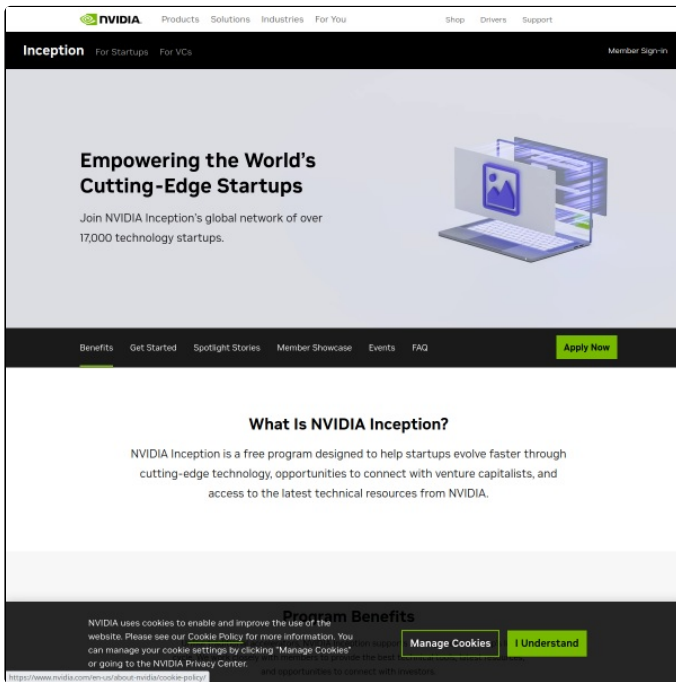 NVIDIA. Products Solutions Industries For You Shop Drivers Support
Inception For Startups For VCs Member Sign-In
Empowering the World's
Cutting-Edge Startups
Join NVIDIA Inception's global network of over
17,000 technology startups.
Benefits Get Started Spotlight Stories Member Showcase Events FAQ Apply Now
What Is NVIDIA Inception?
NVIDIA Inception is a free program designed to help startups evolve faster through
cutting-edge technology, opportunities to connect with venture capitalists, and
access to the latest technical resources from NVIDIA.
Program Benefits
NVIDIA uses cookies to enable and improve the use of the
website. Please see our Cookie Policy for more information. You
can manage your cookie settings by clicking "Manage Cookies"
or going to the NVIDIA Privacy Center.
Manage Cookies I Understand
and opportunities to connect with investors.
https://www.nvidia.com/en-us/about-nvidia/cookie-policy/